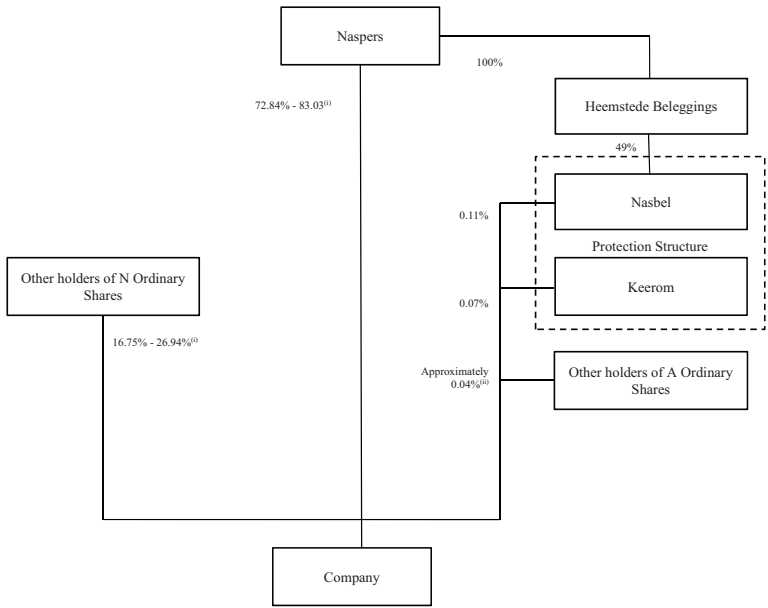 Naspers
100%
72.84% - 83.03(i)
Heemstede Beleggings
49%
Nasbel
0.11%
Protection Structure
Other holders of N Ordinary
Shares
Keerom
0.07%
16.75% - 26.94%(i)
Approximately
0.04%(ii)
Other holders of A Ordinary
Shares
Company